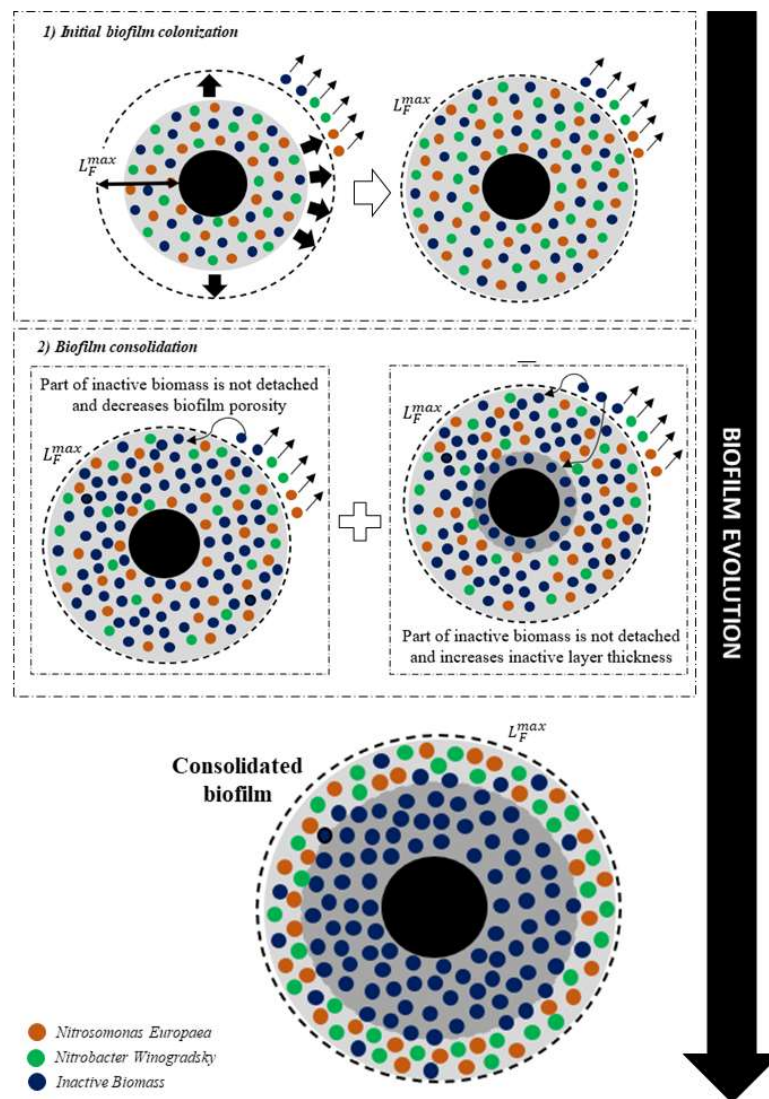 1) Initial biofilm colonization
L_F^max
L_F^max
2) Biofilm consolidation
Part of inactive biomass is not detached
and decreases biofilm porosity
L_F^max
L_F^max
Part of inactive biomass is not detached
and increases inactive layer thickness
BIOFILM EVOLUTION
L_F^max
Consolidated
biofilm
Nitrosomonas Europaea
Nitrobacter Winogradsky
Inactive Biomass